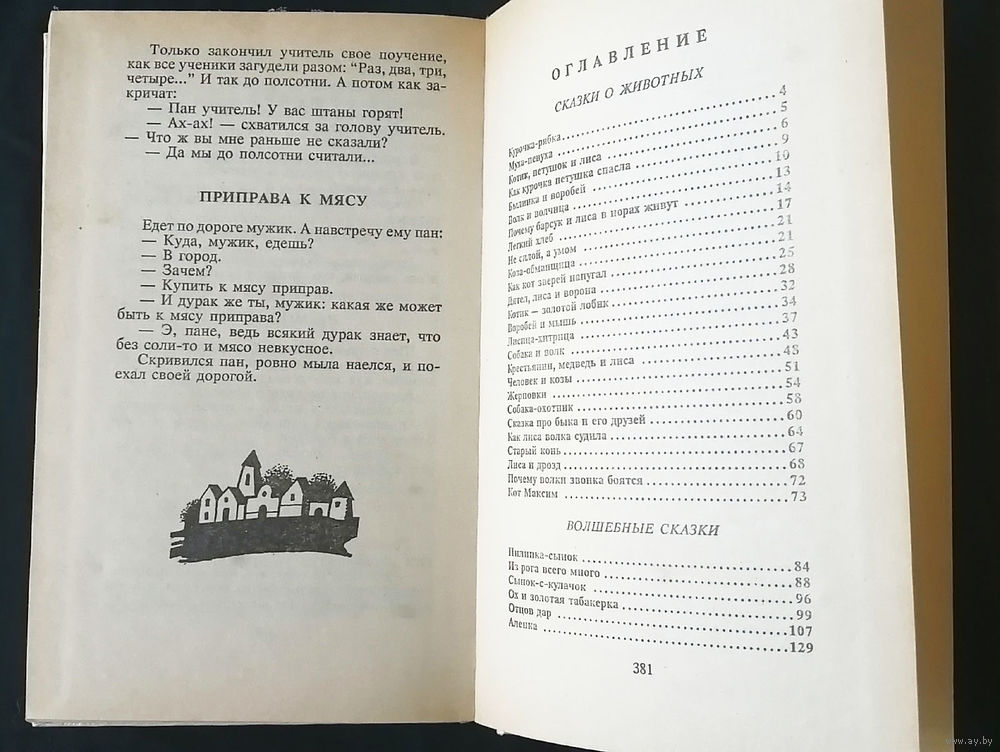 Только закончил учитель свое поучение,
как все ученики загудели разом: “Раз, два, три,
четыре...” И так до полсотни. А потом как за-
кричат:
— Пан учитель! У вас штаны горят!
— Ах-ах! — схватился за голову учитель.
— Что ж вы мне раньше не сказали?
— Да мы до полсотни считали...
ПРИПРАВА К МЯСУ
Едет по дороге мужик. А навстречу ему пан:
— Куда, мужик, едешь?
— В город.
— Зачем?
— Купить к мясу приправ.
— И дурак же ты, мужик: какая же может
быть к мясу приправа?
— Э, пане, ведь всякий дурак знает, что
без соли-то и мясо невкусное.
Скривился пан, ровно мыла наелся, и по-
ехал своей дорогой.
ОГЛАВЛЕНИЕ
СКАЗКИ О ЖИВОТНЫХ
Курочка-рябка 4
Муха-певуха 5
Котик, петушок и лиса 6
Как курочка петушка спасла 9
Былинка и воробей 10
Волк и волчица 13
Почему барсук и лиса в норах живут 14
Легкий хлеб 17
Не силой, а умом 21
Коза-обманщица 21
Как кот зверей напугал 25
Дятел, лиса и ворона 28
Котик — золотой лобик 32
Воробей и мышь 34
Лисица-хитрица 37
Собака и волк 43
Крестьянин, медведь и лиса 45
Человек и козы 51
Жерновки 54
Собака-охотник 58
Сказка про быка и его друзей 60
Как лиса волка судила 64
Старый конь 67
Лиса и дрозд 68
Почему волки звонка боятся 72
Кот Максим 73
ВОЛШЕБНЫЕ СКАЗКИ
Пилипка-сынок 84
Из рога всего много 88
Сынок-с-кулачок 96
Ох и золотая табакерка 99
Отцов дар 107
Аленка 129
381
www.ay.by